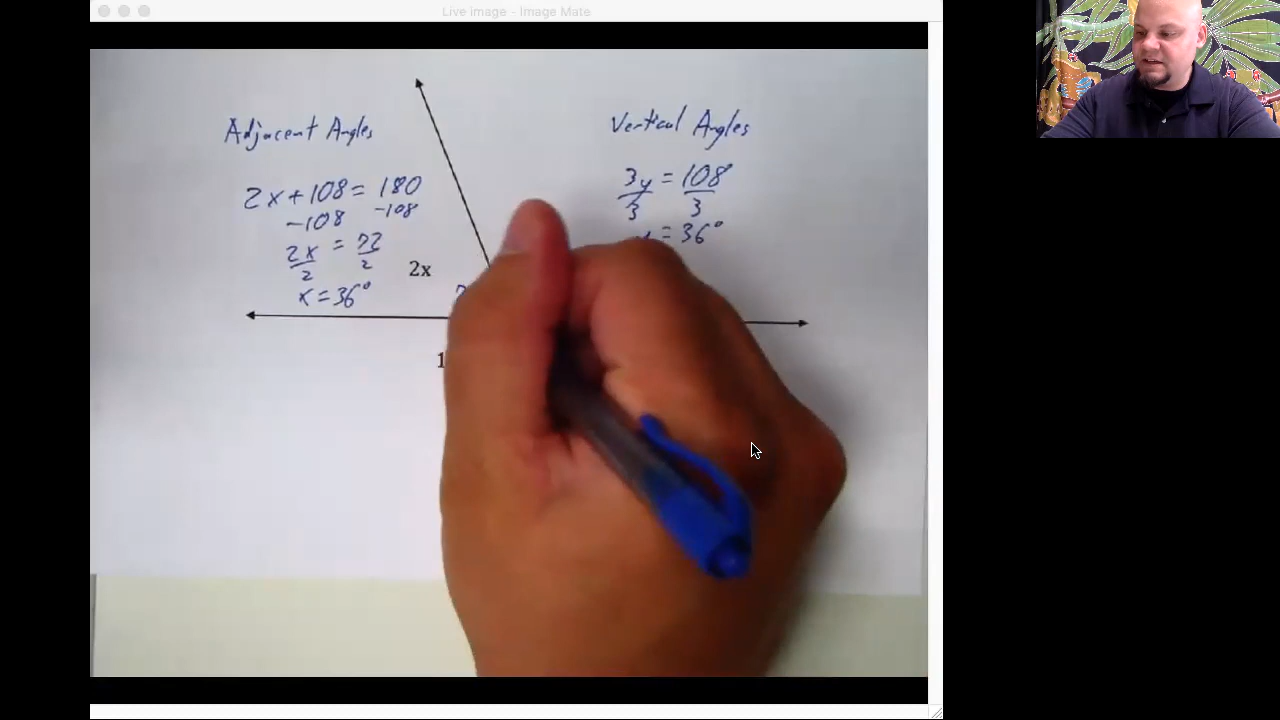 Live image - Image Mate
Adjacent Angles
2x + 108 = 180
-108 -108
2x = 72
2 2
x = 36°
2x
Vertical Angles
3y = 108
3 3
= 36°